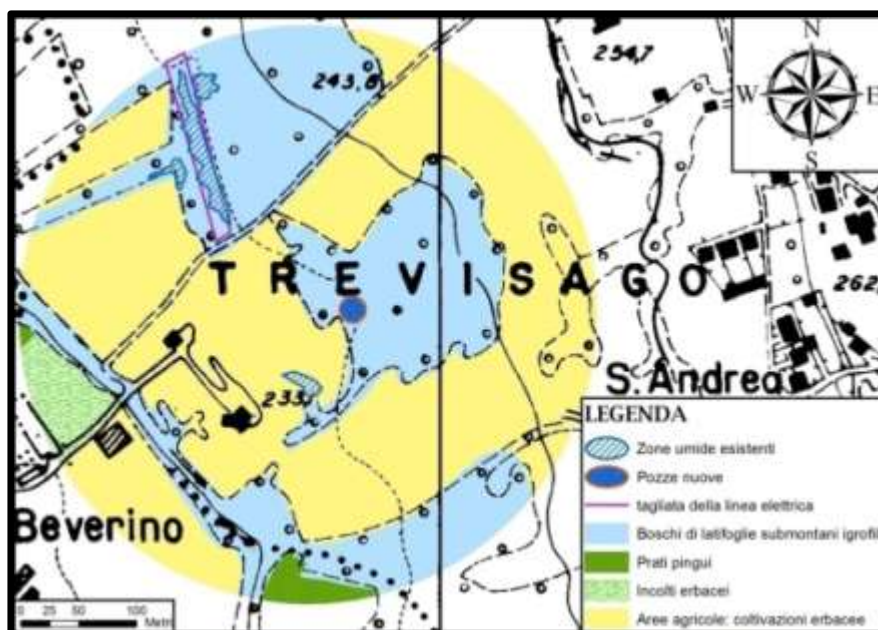 254,7
243,8
N
W E
S
TREVISAGO
262,
233,
S. Andrea
Beverino
LEGENDA
Zone umide esistenti
Pozze nuove
tagliata della linea elettrica
Boschi di latifoglie submontani igrofil
Prati pingui
Incolti erbacei
Aree agricole: coltivazioni erbacee
0 25 50 100
Metri